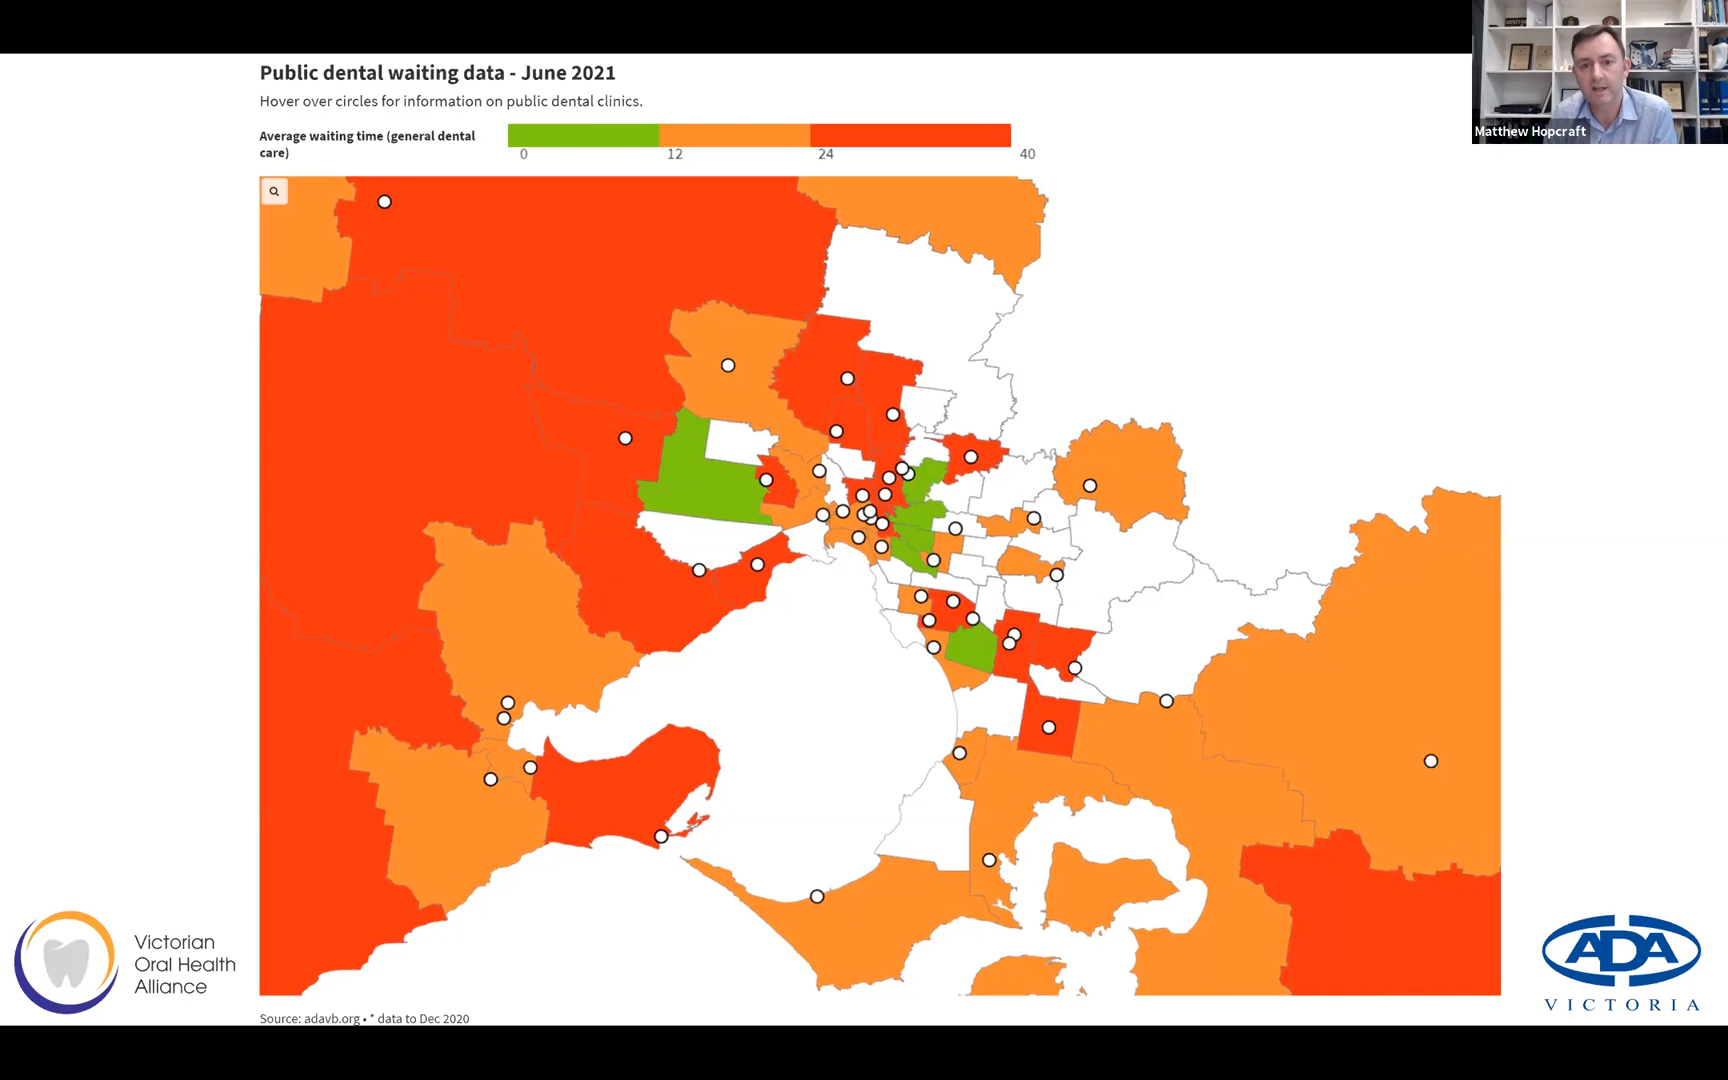 Public dental waiting data - June 2021
Hover over circles for information on public dental clinics.
Average waiting time (general dental
care)
0
12
24
40
Matthew Hopcraft
Victorian
Oral Health
Alliance
ADA
VICTORIA
Source: adavb.org • * data to Dec 2020